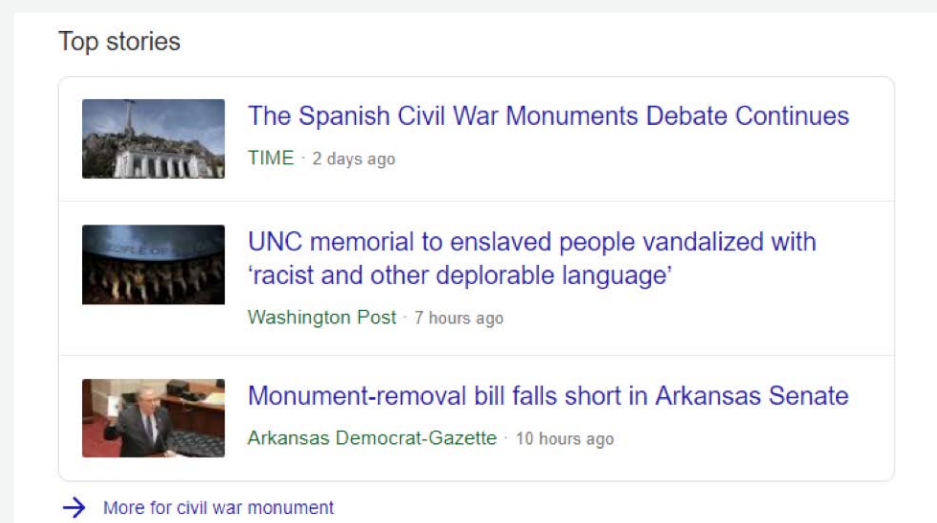 Top stories
The Spanish Civil War Monuments Debate Continues
TIME · 2 days ago
UNC memorial to enslaved people vandalized with
‘racist and other deplorable language’
Washington Post · 7 hours ago
Monument-removal bill falls short in Arkansas Senate
Arkansas Democrat-Gazette · 10 hours ago
More for civil war monument